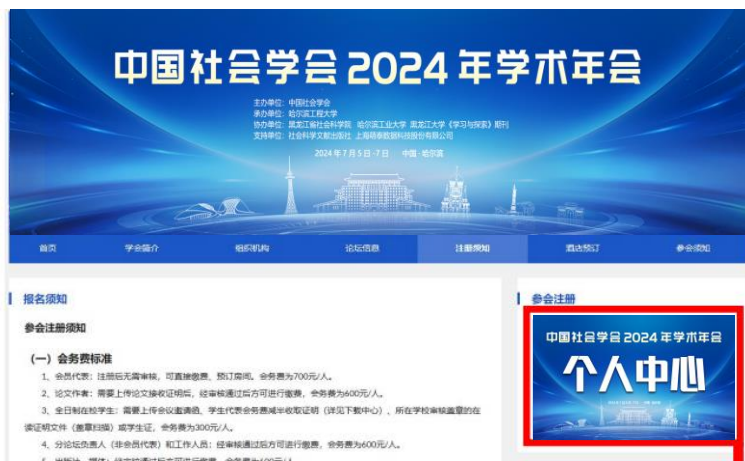 中国社会学会 2024 年学术年会
主办单位：中国社会学会
承办单位：哈尔滨工程大学
协办单位：黑龙江省社会科学院 哈尔滨工业大学 黑龙江大学《学习与探索》期刊
支持单位：社会科学文献出版社 上海萌泰数据科技股份有限公司
2024 年 7 月 5 日 -7 日 中国 · 哈尔滨
首页 学会简介 组织机构 论坛信息 注册须知 酒店预订 参会须知
报名须知
参会注册须知
（一）会务费标准
1、会员代表：注册后无需审核，可直接缴费、预订房间。会务费为700元/人。
2、论文作者：需要上传论文接收证明后，经审核通过后方可进行缴费，会务费为600元/人。
3、全日制在校学生：需要上传会议邀请函、学生代表会务费减半收取证明（详见下载中心）、所在学校审核盖章的在
读证明文件（盖章扫描）或学生证，会务费为300元/人。
4、分论坛负责人（非会员代表）和工作人员：经审核通过后方可进行缴费，会务费为600元/人。
参会注册
中国社会学会 2024 年学术年会
个人中心